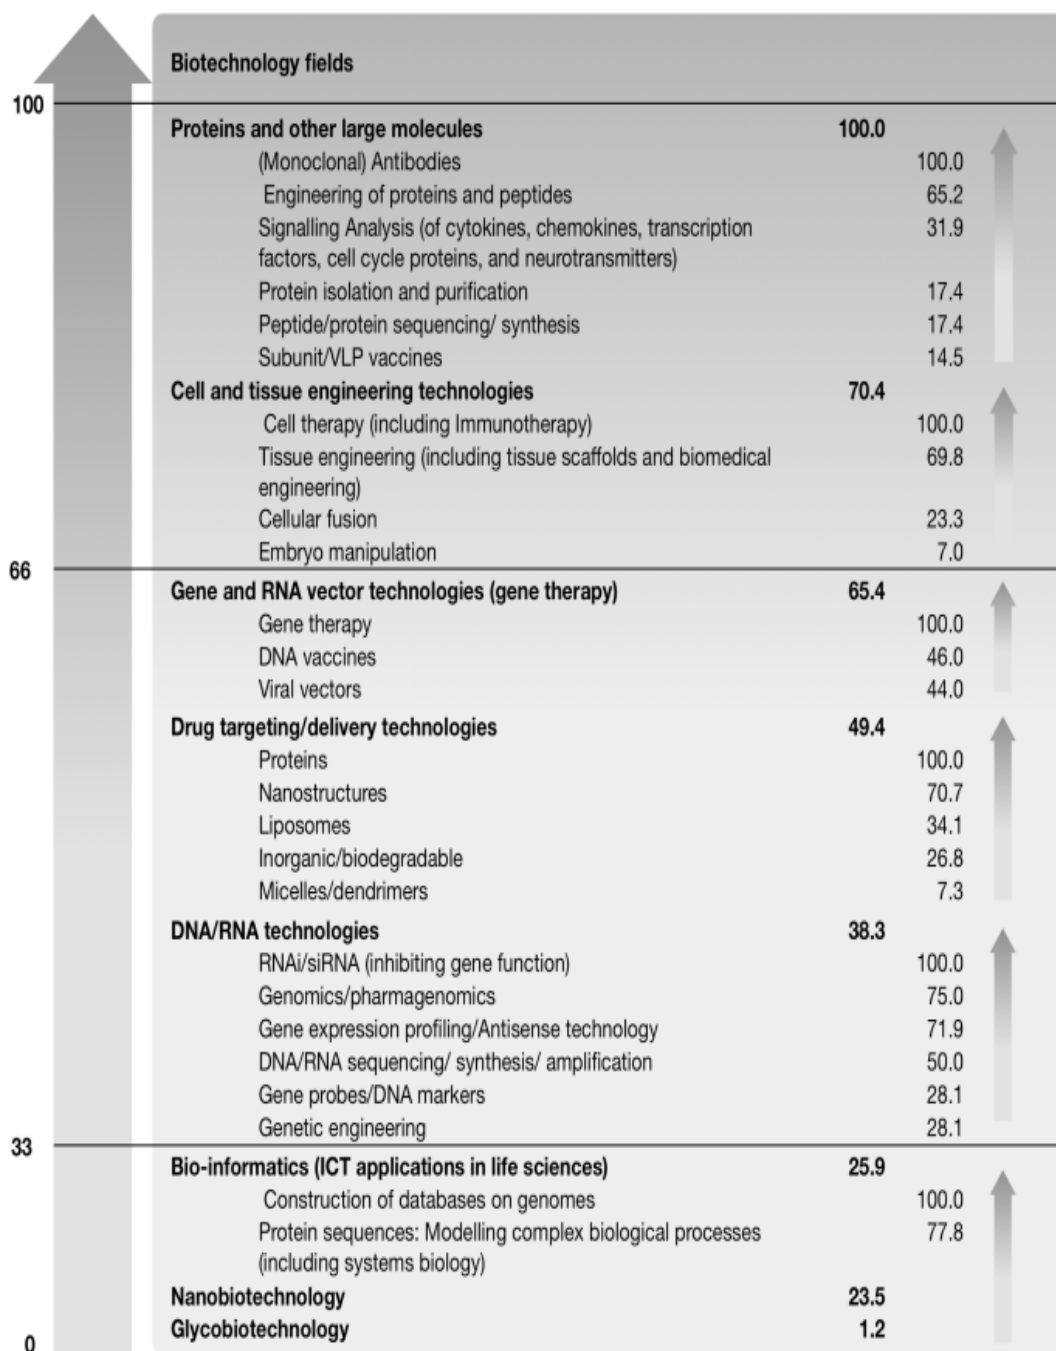 Biotechnology fields
100
Proteins and other large molecules 100.0
(Monoclonal) Antibodies 100.0
Engineering of proteins and peptides 65.2
Signalling Analysis (of cytokines, chemokines, transcription 31.9
factors, cell cycle proteins, and neurotransmitters)
Protein isolation and purification 17.4
Peptide/protein sequencing/ synthesis 17.4
Subunit/VLP vaccines 14.5
Cell and tissue engineering technologies 70.4
Cell therapy (including Immunotherapy) 100.0
Tissue engineering (including tissue scaffolds and biomedical 69.8
engineering)
Cellular fusion 23.3
Embryo manipulation 7.0
66
Gene and RNA vector technologies (gene therapy) 65.4
Gene therapy 100.0
DNA vaccines 46.0
Viral vectors 44.0
Drug targeting/delivery technologies 49.4
Proteins 100.0
Nanostructures 70.7
Liposomes 34.1
Inorganic/biodegradable 26.8
Micelles/dendrimers 7.3
DNA/RNA technologies 38.3
RNAi/siRNA (inhibiting gene function) 100.0
Genomics/pharmagenomics 75.0
Gene expression profiling/Antisense technology 71.9
DNA/RNA sequencing/ synthesis/ amplification 50.0
Gene probes/DNA markers 28.1
Genetic engineering 28.1
33
Bio-informatics (ICT applications in life sciences) 25.9
Construction of databases on genomes 100.0
Protein sequences: Modelling complex biological processes 77.8
(including systems biology)
Nanobiotechnology 23.5
Glycobiotechnology 1.2
0